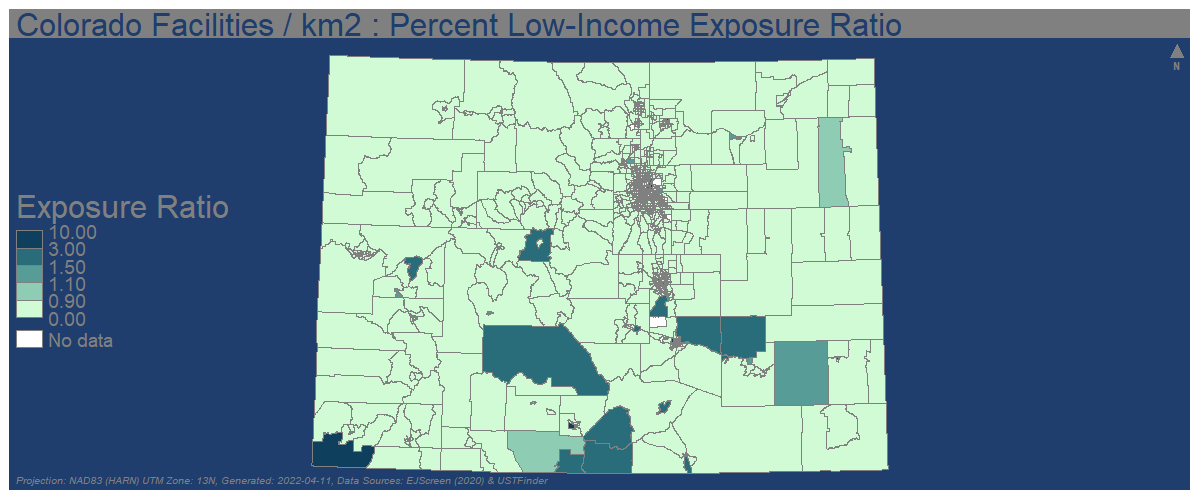 Colorado Facilities / km2 : Percent Low-Income Exposure Ratio
N
Exposure Ratio
10.00
3.00
1.50
1.10
0.90
0.00
No data
Projection: NAD83 (HARN) UTM Zone: 13N, Generated: 2022-04-11, Data Sources: EJScreen (2020) & USTFinder